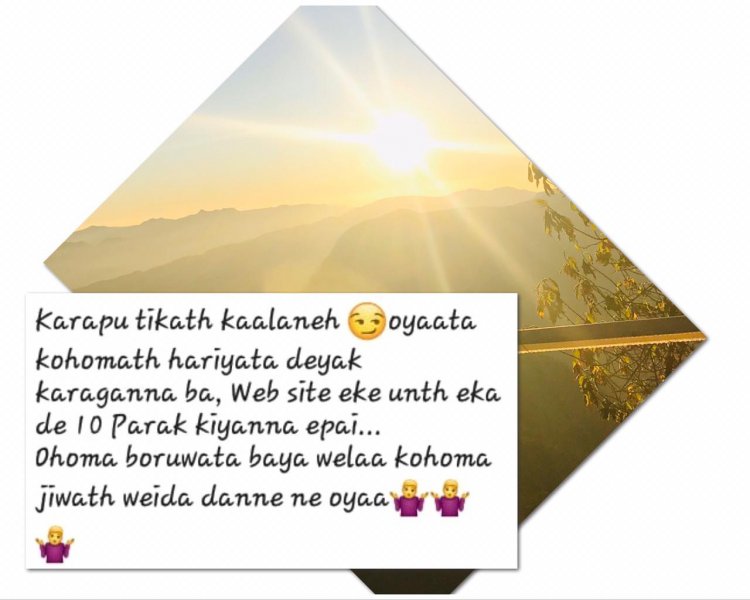 Karapu tikath kaalaneh 😏oyaata
kohomath hariyata deyak
karaganna ba, Web site eke unth eka
de 10 Parak kiyanna epai...
Ohoma boruwata baya welaa kohoma
jiwath weida danne ne oyaa🤷‍♂️🤷‍♂️
🤷‍♂️